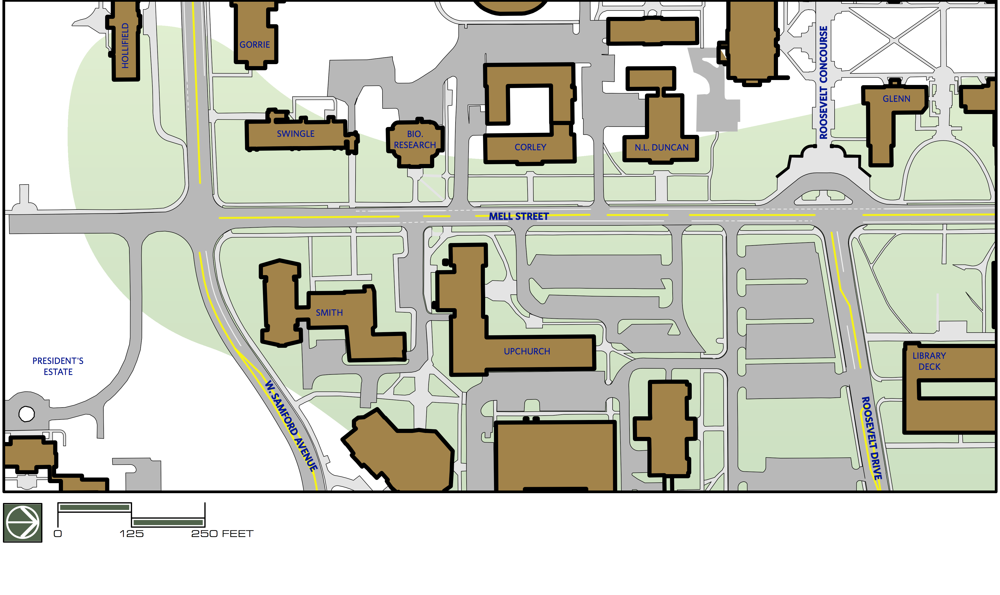 HOLLIFIELD
GORRIE
ROOSEVELT CONCOURSE
GLENN
SWINGLE
BIO.
RESEARCH
CORLEY
N.L. DUNCAN
MELL STREET
SMITH
UPCHURCH
PRESIDENT'S
ESTATE
LIBRARY
DECK
W. SAMFORD AVENUE
ROOSEVELT DRIVE
0 125 250 FEET